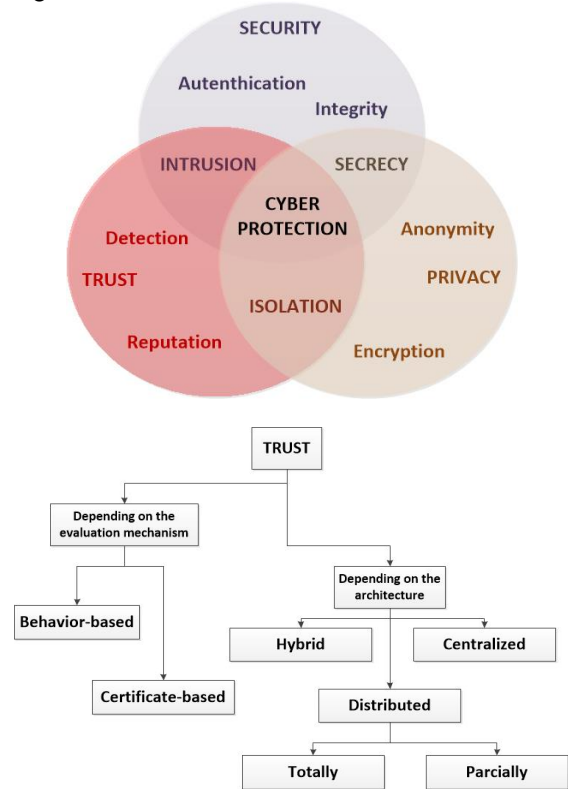 SECURITY
Autenthication
Integrity
INTRUSION
SECRECY
CYBER
PROTECTION
Detection
Anonymity
TRUST
PRIVACY
ISOLATION
Reputation
Encryption
TRUST
Depending on the
evaluation mechanism
Depending on the
architecture
Behavior-based
Hybrid
Centralized
Certificate-based
Distributed
Totally
Parcially